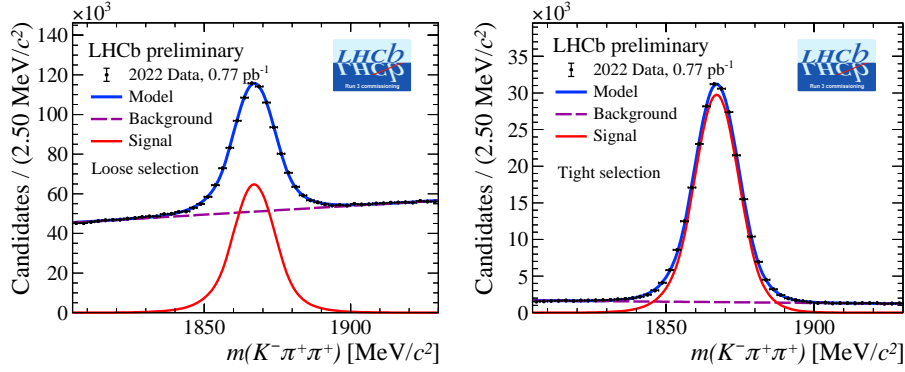 ×10³
140
120
100
80
60
40
20
0
Candidates / (2.50 MeV/c²)
LHCb preliminary
2022 Data, 0.77 pb⁻¹
Model
Background
Signal
Loose selection
LHCb
LHCb
Run 3 commissioning
1850 1900
m(K⁻π⁺π⁺) [MeV/c²]
×10³
35
30
25
20
15
10
5
0
Candidates / (2.50 MeV/c²)
LHCb preliminary
2022 Data, 0.77 pb⁻¹
Model
Background
Signal
Tight selection
LHCb
LHCb
Run 3 commissioning
1850 1900
m(K⁻π⁺π⁺) [MeV/c²]